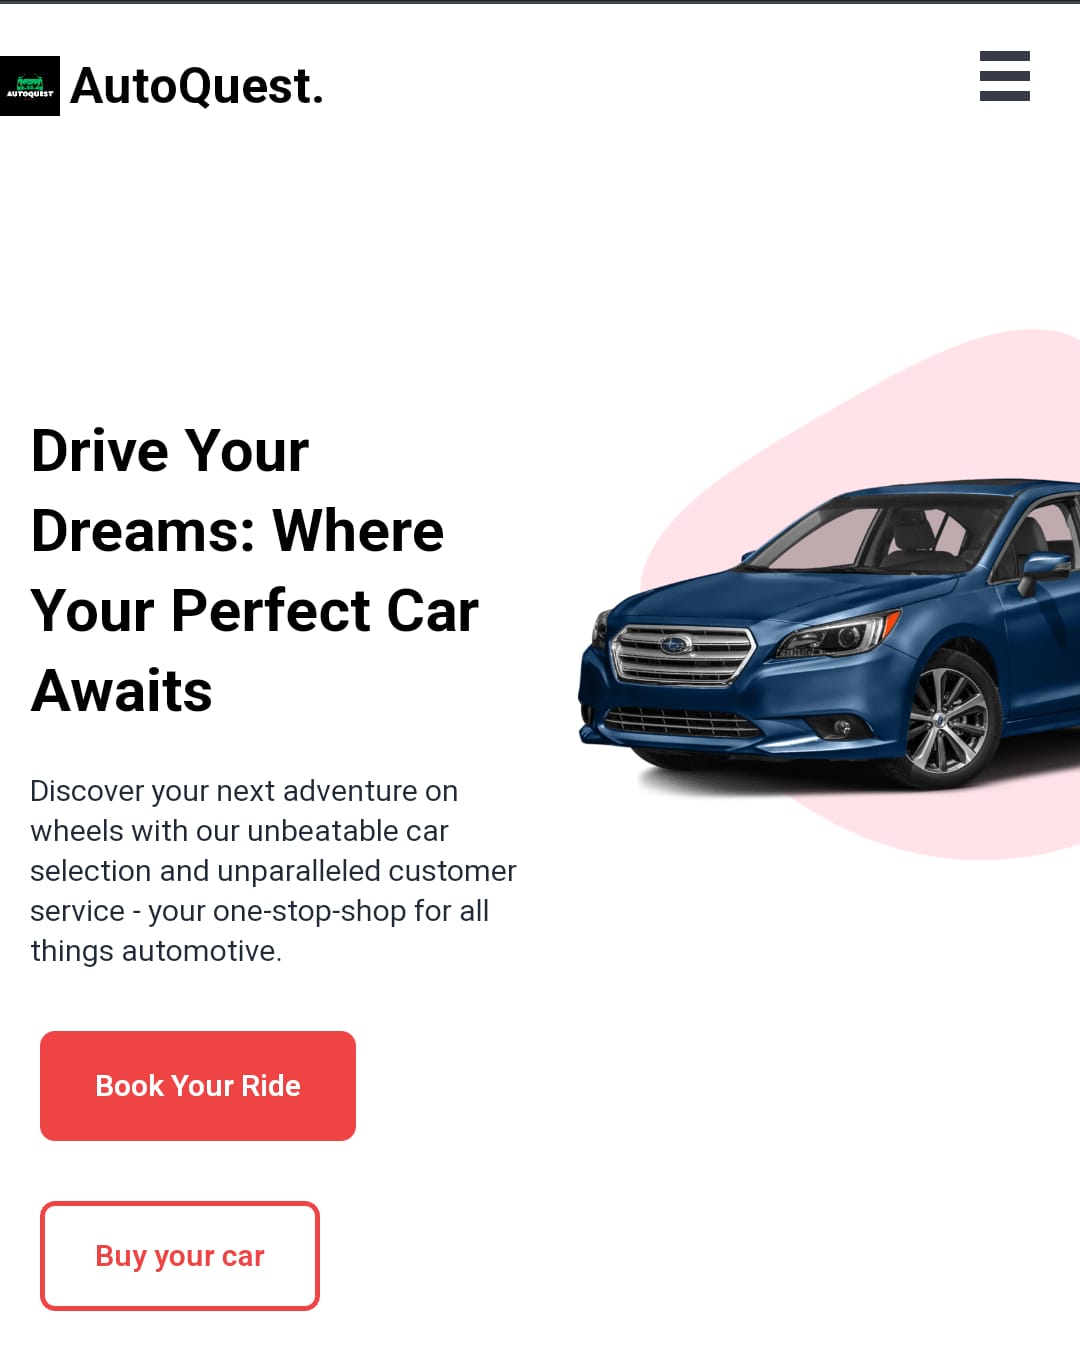 AUTOQUEST
AutoQuest.
Drive Your
Dreams: Where
Your Perfect Car
Awaits
Discover your next adventure on
wheels with our unbeatable car
selection and unparalleled customer
service - your one-stop-shop for all
things automotive.
Book Your Ride
Buy your car